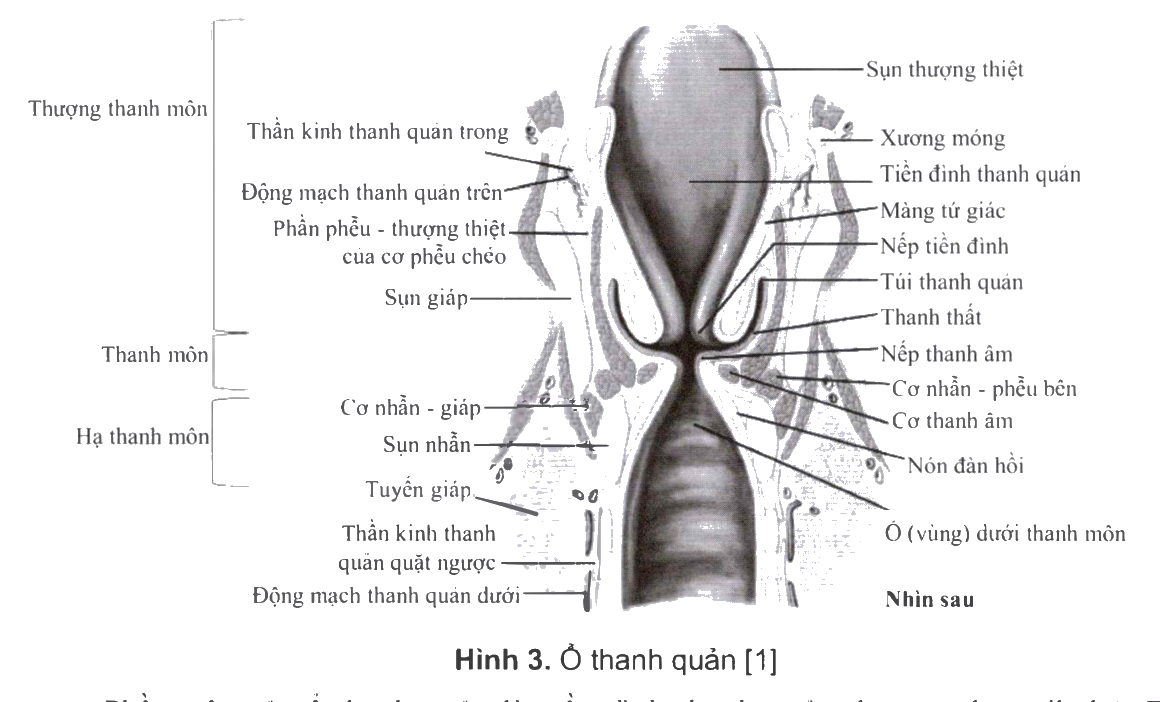 Thượng thanh môn
Thanh môn
Hạ thanh môn
Thần kinh thanh quản trong
Động mạch thanh quản trên
Phần phễu - thượng thiệt
của cơ phễu chéo
Sụn giáp
Cơ nhẫn - giáp
Sụn nhẫn
Tuyến giáp
Thần kinh thanh
quản quặt ngược
Động mạch thanh quản dưới
Sụn thượng thiệt
Xương móng
Tiền đình thanh quản
Màng tứ giác
Nếp tiền đình
Túi thanh quản
Thanh thất
Nếp thanh âm
Cơ nhẫn - phễu bên
Cơ thanh âm
Nón đàn hồi
Ổ (vùng) dưới thanh môn
Nhìn sau
Hình 3. Ổ thanh quản [1]